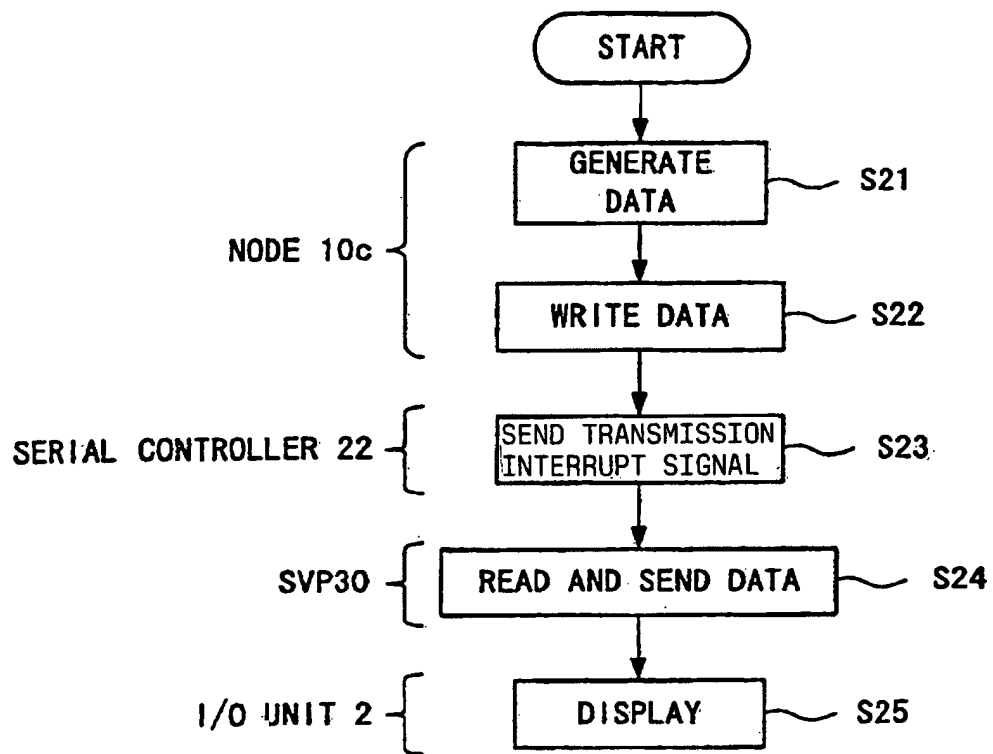 START
GENERATE
DATA
S21
NODE 10c
WRITE DATA
S22
SERIAL CONTROLLER 22
SEND TRANSMISSION
INTERRUPT SIGNAL
S23
SVP30
READ AND SEND DATA
S24
I/O UNIT 2
DISPLAY
S25